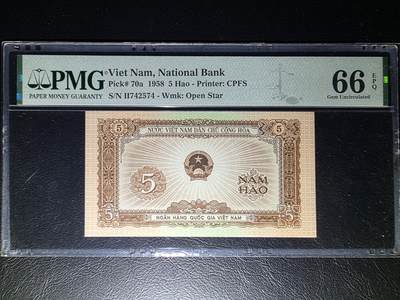 PMG
PAPER MONEY GUARANTY
Viet Nam, National Bank
Pick# 70a 1958 5 Hao - Printer: CPFS
S/N II742574 - Wmk: Open Star
66 EPQ
Gem Uncirculated
5 NƯỚC VIỆT NAM DÂN CHỦ CỘNG HÒA 5
5
NĂM
HÀO
5 NGÂN HÀNG QUỐC GIA VIỆT NAM 5